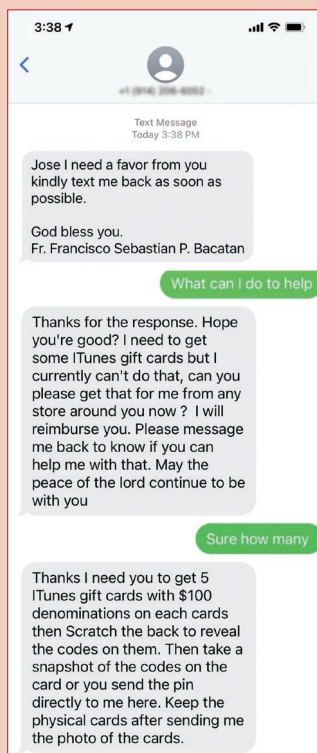 3:38
Text Message
Today 3:38 PM
Jose I need a favor from you
kindly text me back as soon as
possible.
God bless you.
Fr. Francisco Sebastian P. Bacatan
What can I do to help
Thanks for the response. Hope
you're good? I need to get
some ITunes gift cards but I
currently can't do that, can you
please get that for me from any
store around you now ? I will
reimburse you. Please message
me back to know if you can
help me with that. May the
peace of the lord continue to be
with you
Sure how many
Thanks I need you to get 5
ITunes gift cards with $100
denominations on each cards
then Scratch the back to reveal
the codes on them. Then take a
snapshot of the codes on the
card or you send the pin
directly to me here. Keep the
physical cards after sending me
the photo of the cards.